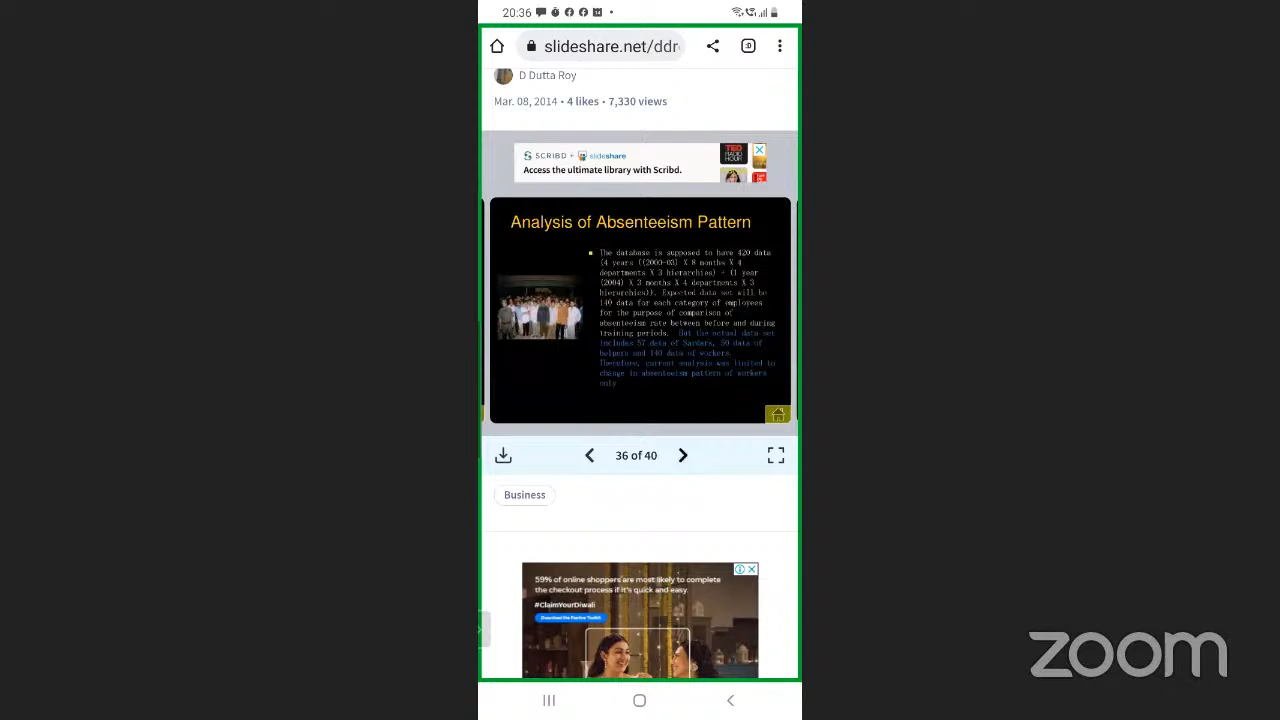 20:36
slideshare.net/ddr
D Dutta Roy
Mar. 08, 2014 • 4 likes • 7,330 views
SCRIBD + slideshare
Access the ultimate library with Scribd.
TED
RADIO
HOUR
Analysis of Absenteeism Pattern
The database is supposed to have 420 data
(4 years ((2000-03) X 8 months X 4
departments X 3 hierarchies) + (1 year
(2004) X 3 months X 4 departments X 3
hierarchies)). Expected data set will be
140 data for each category of employees
for the purpose of comparison of
absenteeism rate between before and during
training periods. But the actual data set
includes 57 data of Sardars, 50 data of
helpers and 140 data of workers.
Therefore, current analysis was limited to
change in absenteeism pattern of workers
only
36 of 40
Business
59% of online shoppers are most likely to complete
the checkout process if it's quick and easy.
#ClaimYourDiwali
Download the Festive Toolkit
zoom